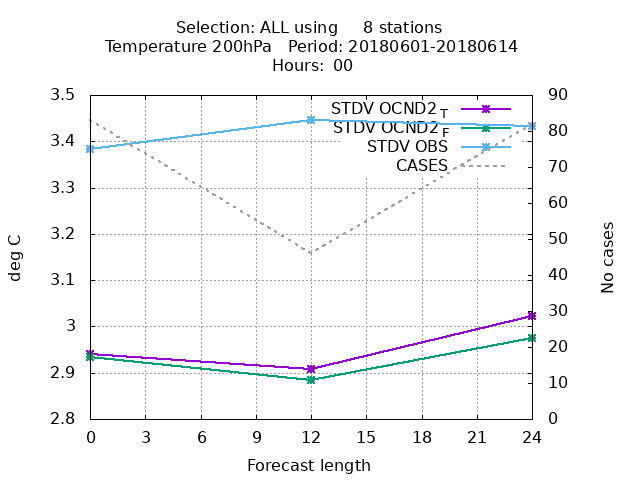 Selection: ALL using     8 stations
Temperature 200hPa   Period: 20180601-20180614
Hours:  00
STDV OCND2 T
STDV OCND2 F
STDV OBS
CASES
deg C
No cases
3.5
3.4
3.3
3.2
3.1
3
2.9
2.8
90
80
70
60
50
40
30
20
10
0
0 3 6 9 12 15 18 21 24
Forecast length